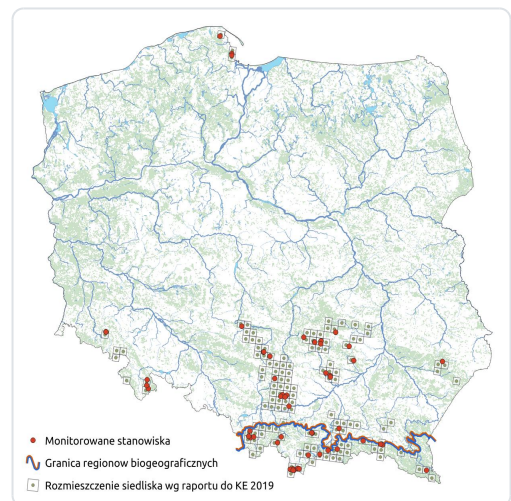 Monitorowane stanowiska
Granica regionow biogeograficznych
Rozmieszczenie siedliska wg raportu do KE 2019